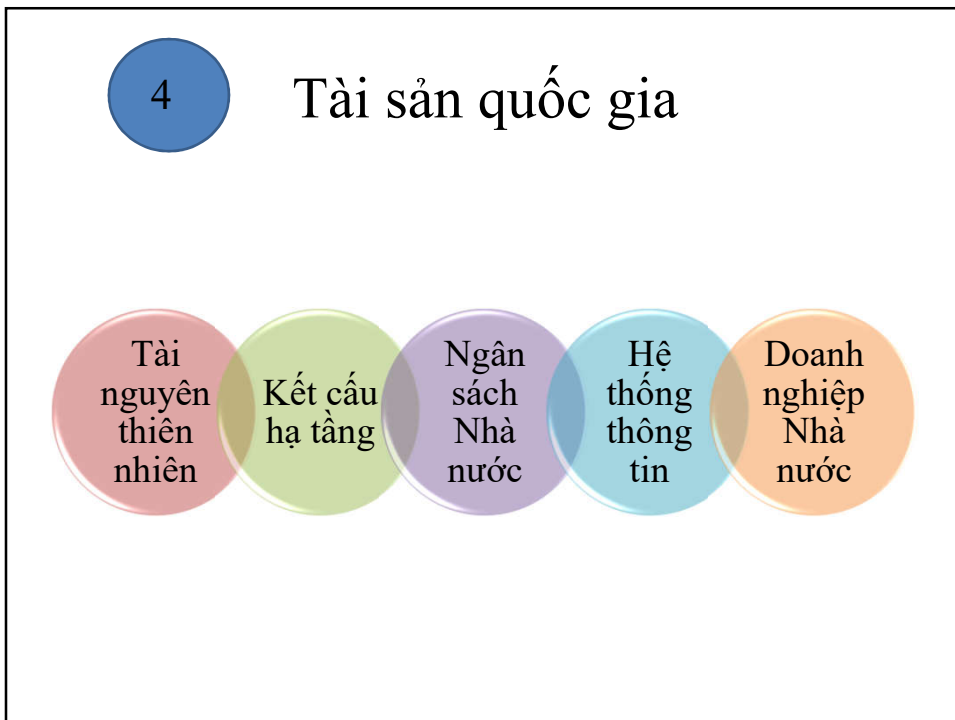 4
Tài sản quốc gia
Tài
nguyên
thiên
nhiên
Kết cấu
hạ tầng
Ngân
sách
Nhà
nước
Hệ
thống
thông
tin
Doanh
nghiệp
Nhà
nước